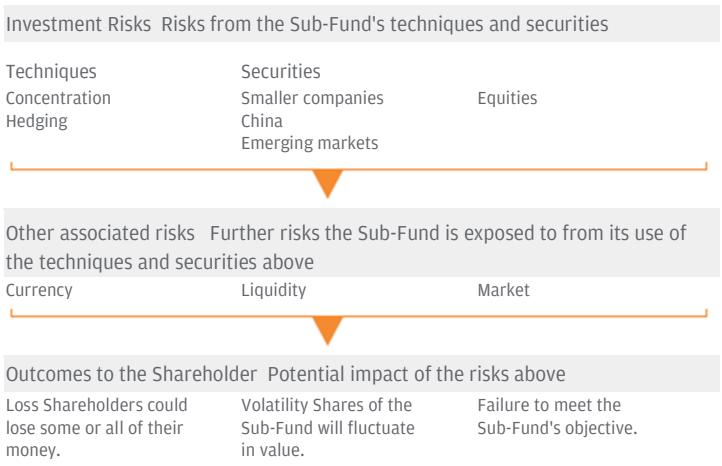 Investment Risks Risks from the Sub-Fund's techniques and securities
Techniques Securities
Concentration Smaller companies Equities
Hedging China
Emerging markets
Other associated risks Further risks the Sub-Fund is exposed to from its use of
the techniques and securities above
Currency Liquidity Market
Outcomes to the Shareholder Potential impact of the risks above
Loss Shareholders could Volatility Shares of the Failure to meet the
lose some or all of their Sub-Fund will fluctuate Sub-Fund's objective.
money. in value.